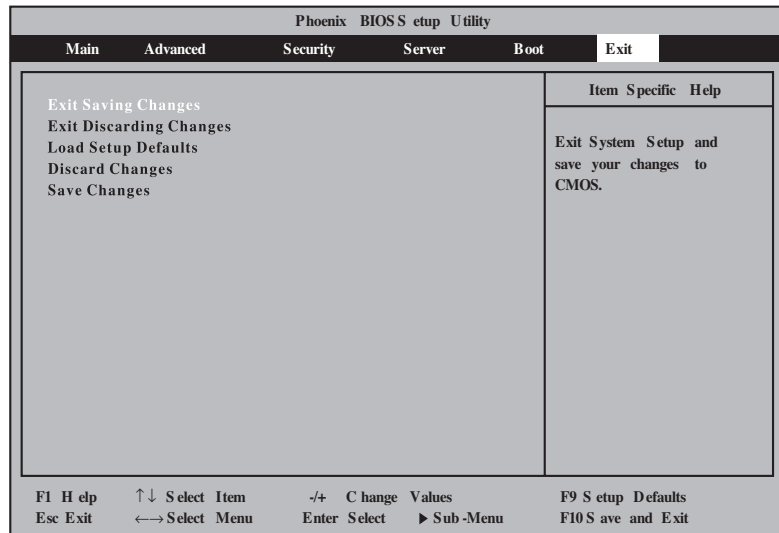 Phoenix BIOS Setup Utility
Main Advanced Security Server Boot Exit
Exit Saving Changes
Exit Discarding Changes
Load Setup Defaults
Discard Changes
Save Changes
Item Specific Help
Exit System Setup and
save your changes to
CMOS.
F1 Help ↑↓ Select Item -/+ Change Values F9 Setup Defaults
Esc Exit ←→ Select Menu Enter Select ▶ Sub-Menu F10 Save and Exit